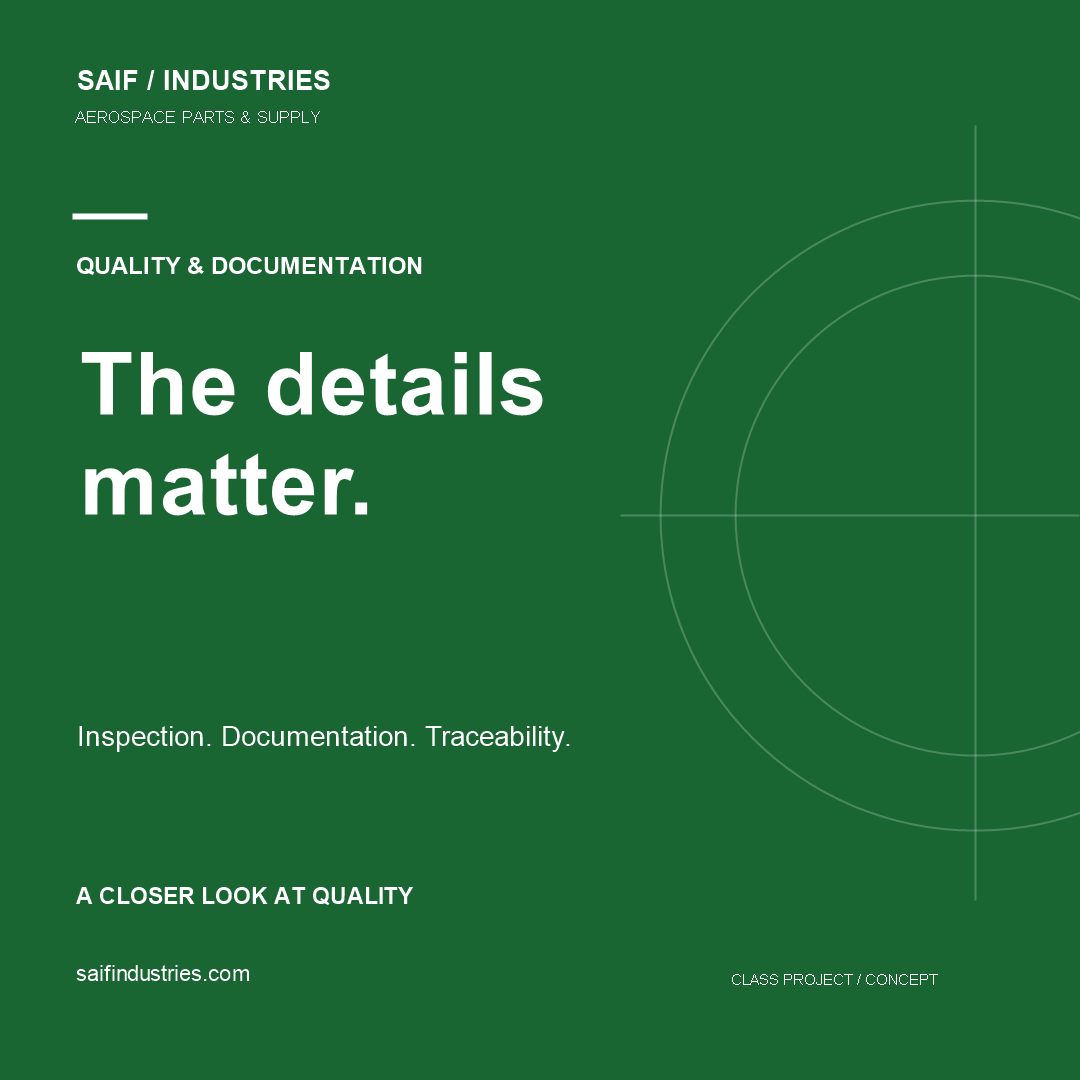 SAIF / INDUSTRIES
AEROSPACE PARTS & SUPPLY
QUALITY & DOCUMENTATION
The details
matter.
Inspection. Documentation. Traceability.
A CLOSER LOOK AT QUALITY
saifindustries.com
CLASS PROJECT / CONCEPT